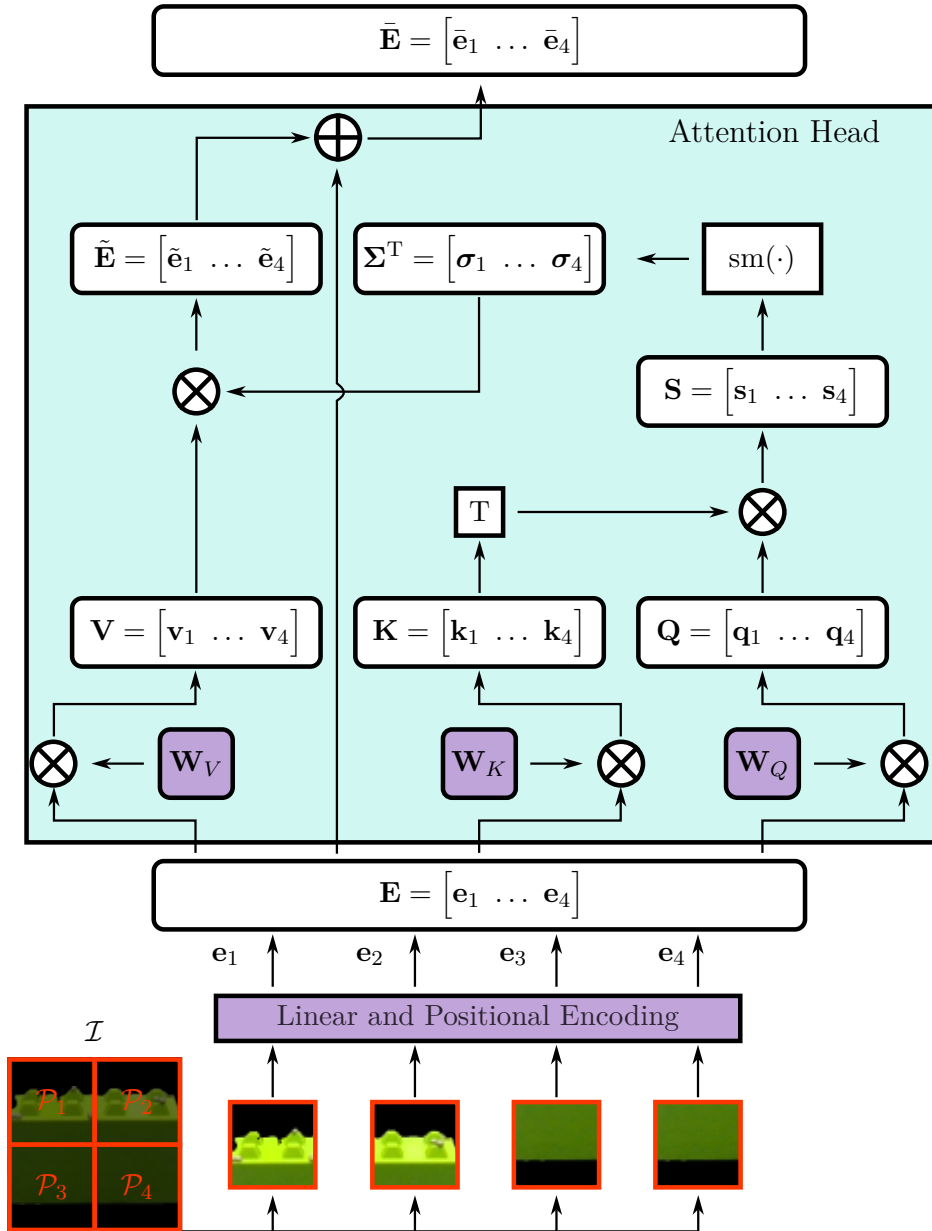 Ē = [ē₁ … ē₄]
Attention Head
Ẽ = [ẽ₁ … ẽ₄]
Σᵀ = [σ₁ … σ₄]
sm(·)
S = [s₁ … s₄]
T
V = [v₁ … v₄]
K = [k₁ … k₄]
Q = [q₁ … q₄]
W_V
W_K
W_Q
E = [e₁ … e₄]
e₁ e₂ e₃ e₄
Linear and Positional Encoding
ℐ
𝒫₁ 𝒫₂
𝒫₃ 𝒫₄